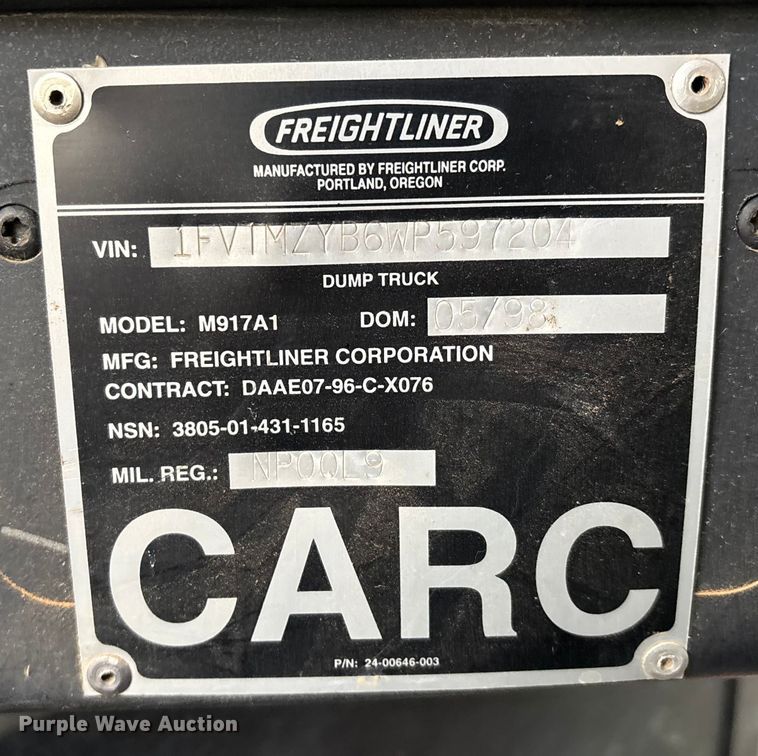 FREIGHTLINER
MANUFACTURED BY FREIGHTLINER CORP.
PORTLAND, OREGON
VIN: 1FV1MZYB6WP597204
DUMP TRUCK
MODEL: M917A1 DOM: 05/98
MFG: FREIGHTLINER CORPORATION
CONTRACT: DAAE07-96-C-X076
NSN: 3805-01-431-1165
MIL. REG.: NP0QL9
CARC
P/N: 24-00646-003
Purple Wave Auction